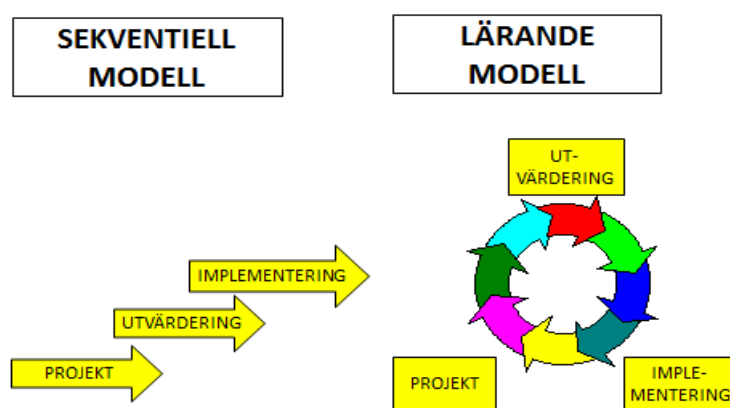 SEKVENTIELL
MODELL
LÄRANDE
MODELL
UT-
VÄRDERING
IMPLEMENTERING
UTVÄRDERING
PROJEKT
PROJEKT
IMPLE-
MENTERING